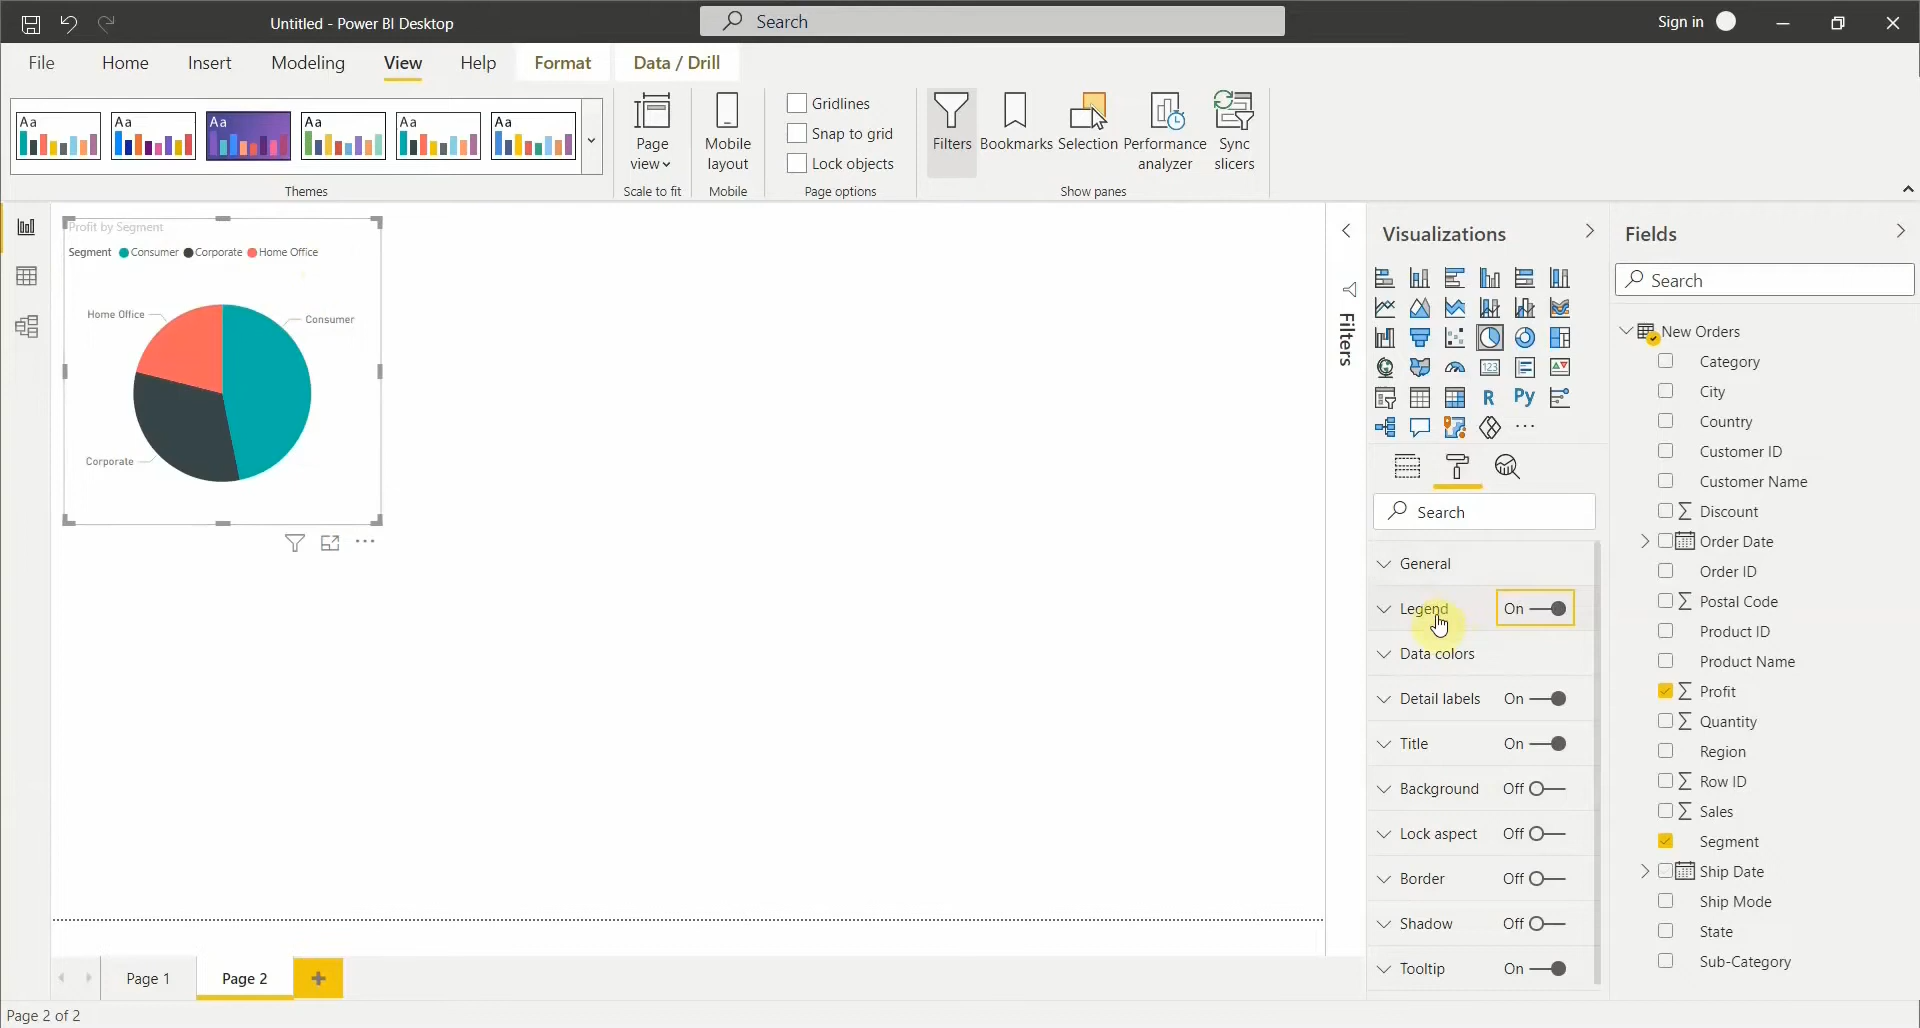 Untitled - Power BI Desktop
Search
Sign in
File Home Insert Modeling View Help Format Data / Drill
Aa Aa Aa Aa Aa Aa
Themes
Page view
Scale to fit
Mobile layout
Mobile
Gridlines
Snap to grid
Lock objects
Page options
Filters
Bookmarks
Selection
Performance analyzer
Sync slicers
Show panes
Profit by Segment
Segment Consumer Corporate Home Office
Home Office
Consumer
Corporate
Filters
Visualizations
123
R
Py
Search
General
Legend On
Data colors
Detail labels On
Title On
Background Off
Lock aspect Off
Border Off
Shadow Off
Tooltip On
Fields
Search
New Orders
Category
City
Country
Customer ID
Customer Name
Discount
Order Date
Order ID
Postal Code
Product ID
Product Name
Profit
Quantity
Region
Row ID
Sales
Segment
Ship Date
Ship Mode
State
Sub-Category
Page 1
Page 2
Page 2 of 2